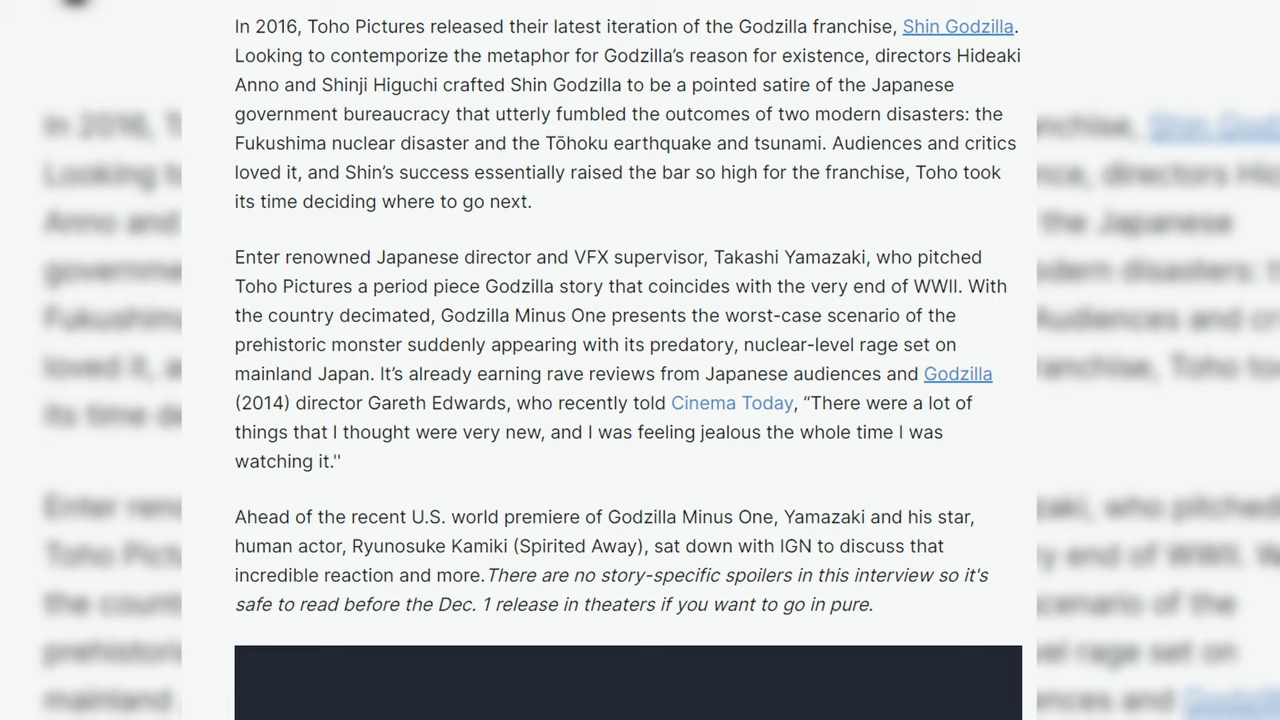 In 2016, Toho Pictures released their latest iteration of the Godzilla franchise, Shin Godzilla.
Looking to contemporize the metaphor for Godzilla’s reason for existence, directors Hideaki
Anno and Shinji Higuchi crafted Shin Godzilla to be a pointed satire of the Japanese
government bureaucracy that utterly fumbled the outcomes of two modern disasters: the
Fukushima nuclear disaster and the Tōhoku earthquake and tsunami. Audiences and critics
loved it, and Shin’s success essentially raised the bar so high for the franchise, Toho took
its time deciding where to go next.
Enter renowned Japanese director and VFX supervisor, Takashi Yamazaki, who pitched
Toho Pictures a period piece Godzilla story that coincides with the very end of WWII. With
the country decimated, Godzilla Minus One presents the worst-case scenario of the
prehistoric monster suddenly appearing with its predatory, nuclear-level rage set on
mainland Japan. It’s already earning rave reviews from Japanese audiences and Godzilla
(2014) director Gareth Edwards, who recently told Cinema Today, “There were a lot of
things that I thought were very new, and I was feeling jealous the whole time I was
watching it."
Ahead of the recent U.S. world premiere of Godzilla Minus One, Yamazaki and his star,
human actor, Ryunosuke Kamiki (Spirited Away), sat down with IGN to discuss that
incredible reaction and more.There are no story-specific spoilers in this interview so it's
safe to read before the Dec. 1 release in theaters if you want to go in pure.